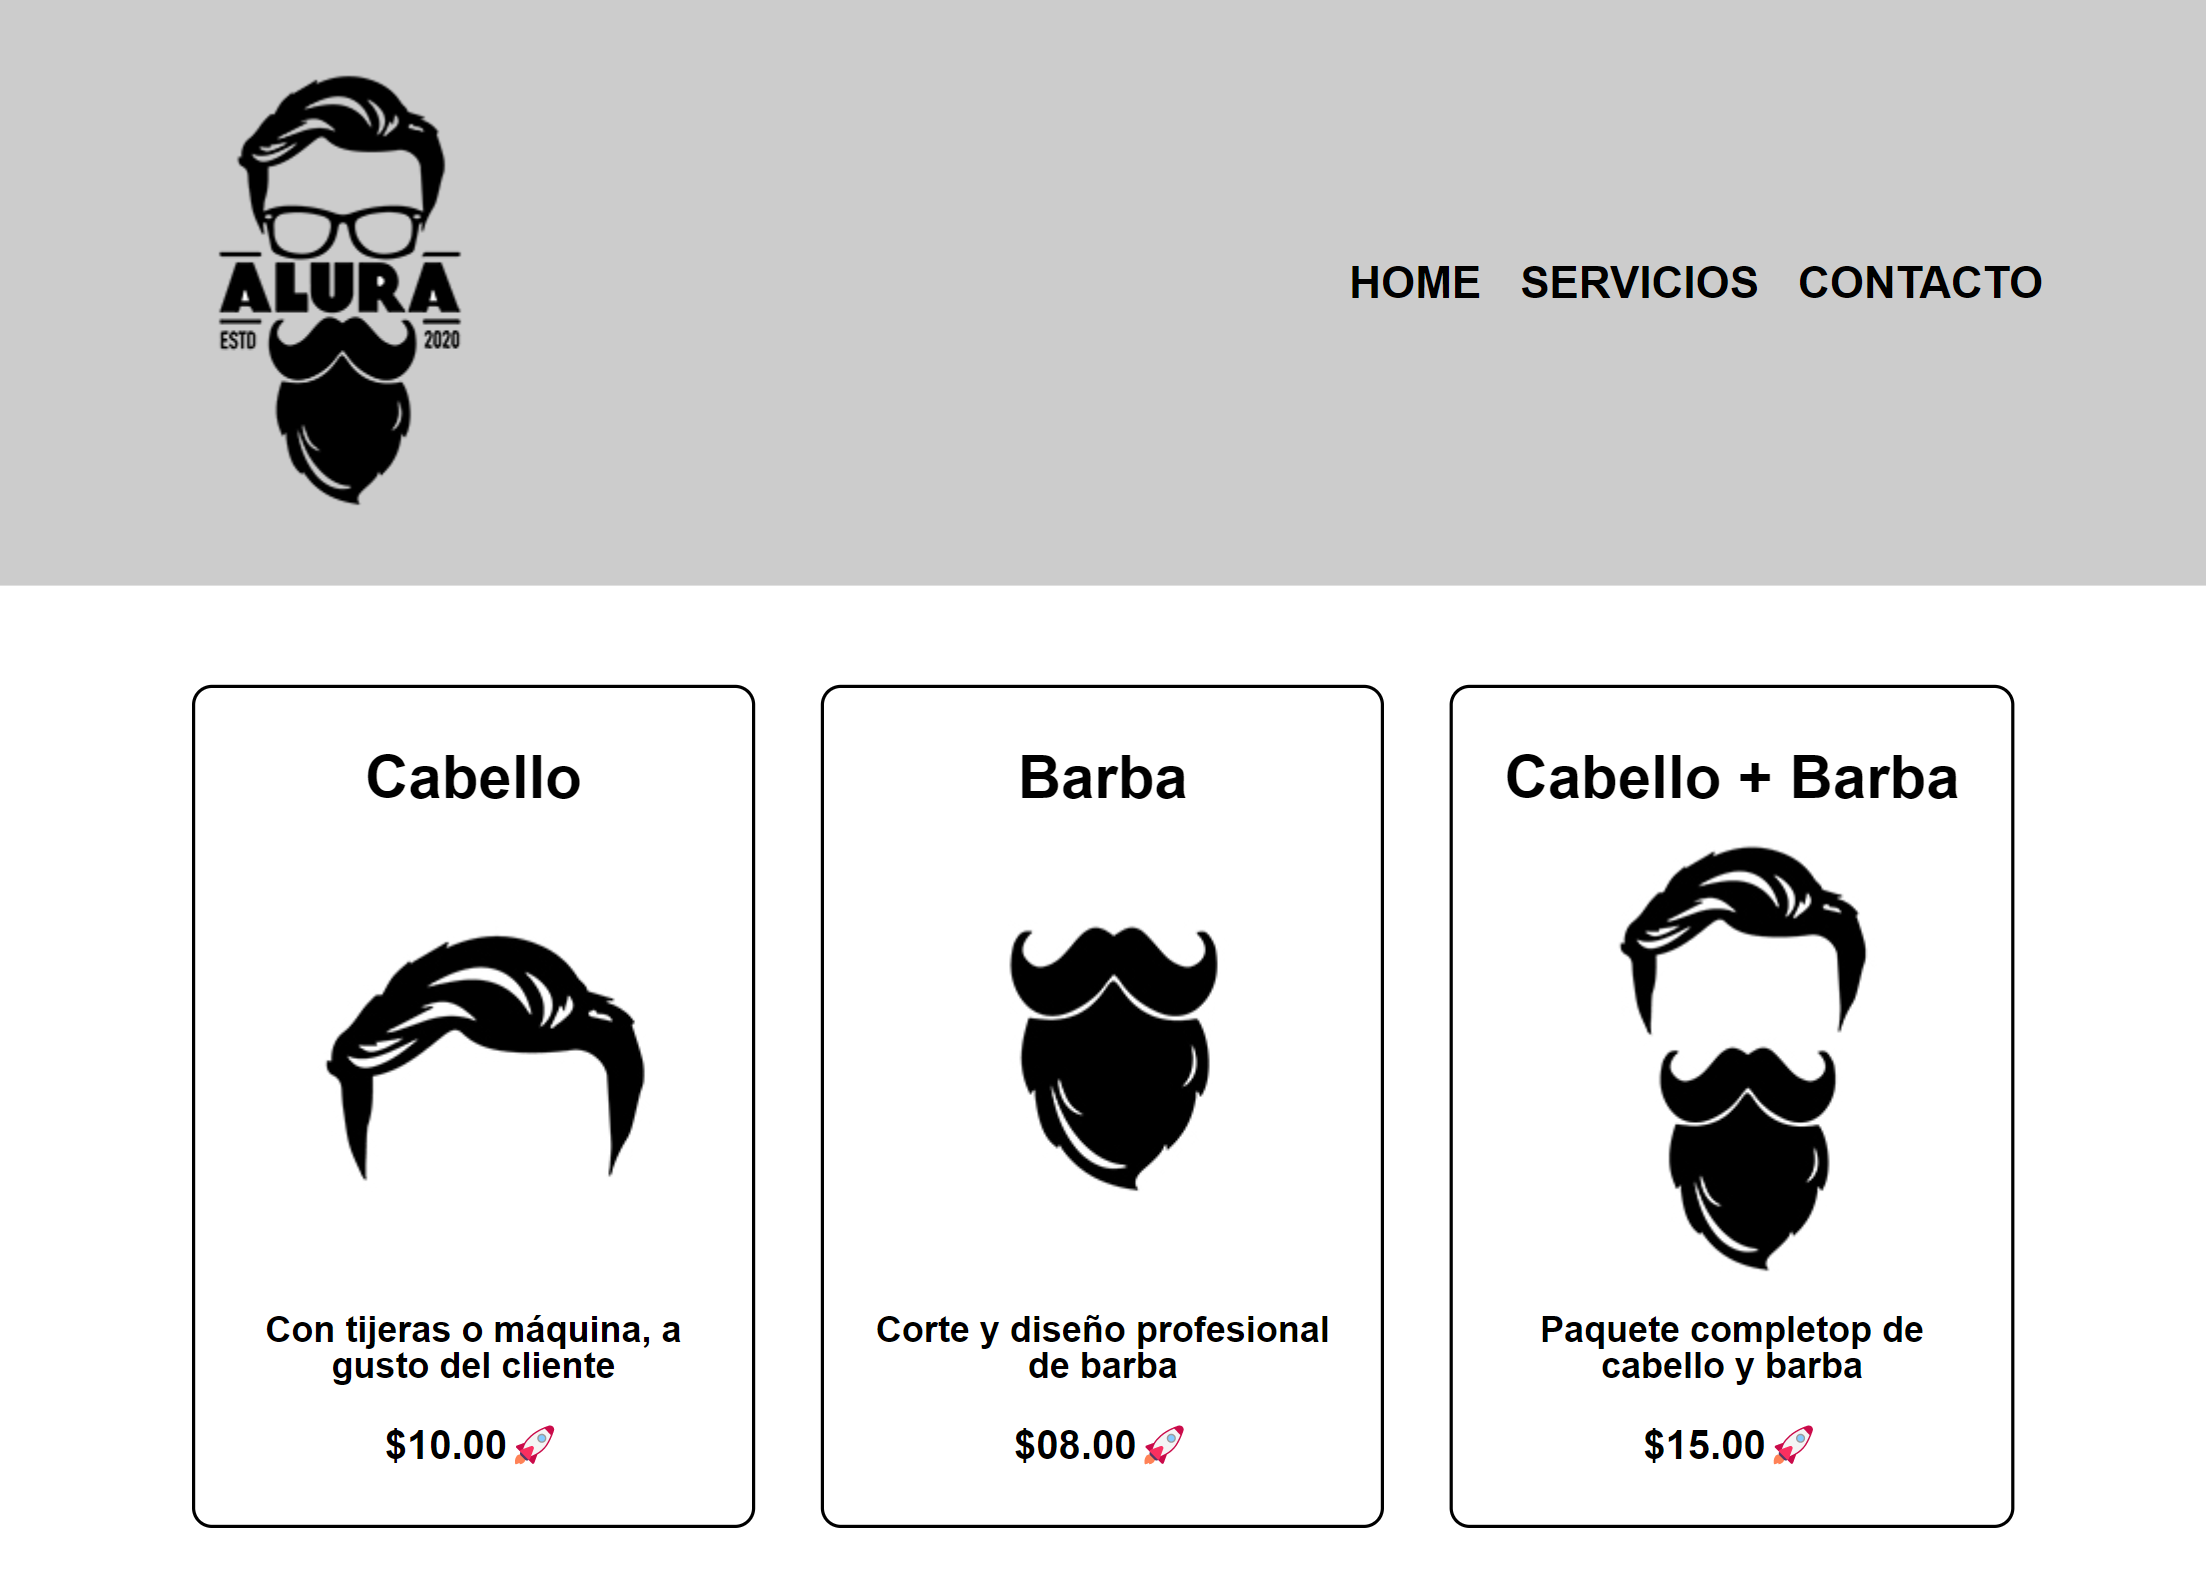 ALURA
ESTD 2020
HOME SERVICIOS CONTACTO
Cabello
Con tijeras o máquina, a
gusto del cliente
$10.00🚀
Barba
Corte y diseño profesional
de barba
$08.00🚀
Cabello + Barba
Paquete completop de
cabello y barba
$15.00🚀